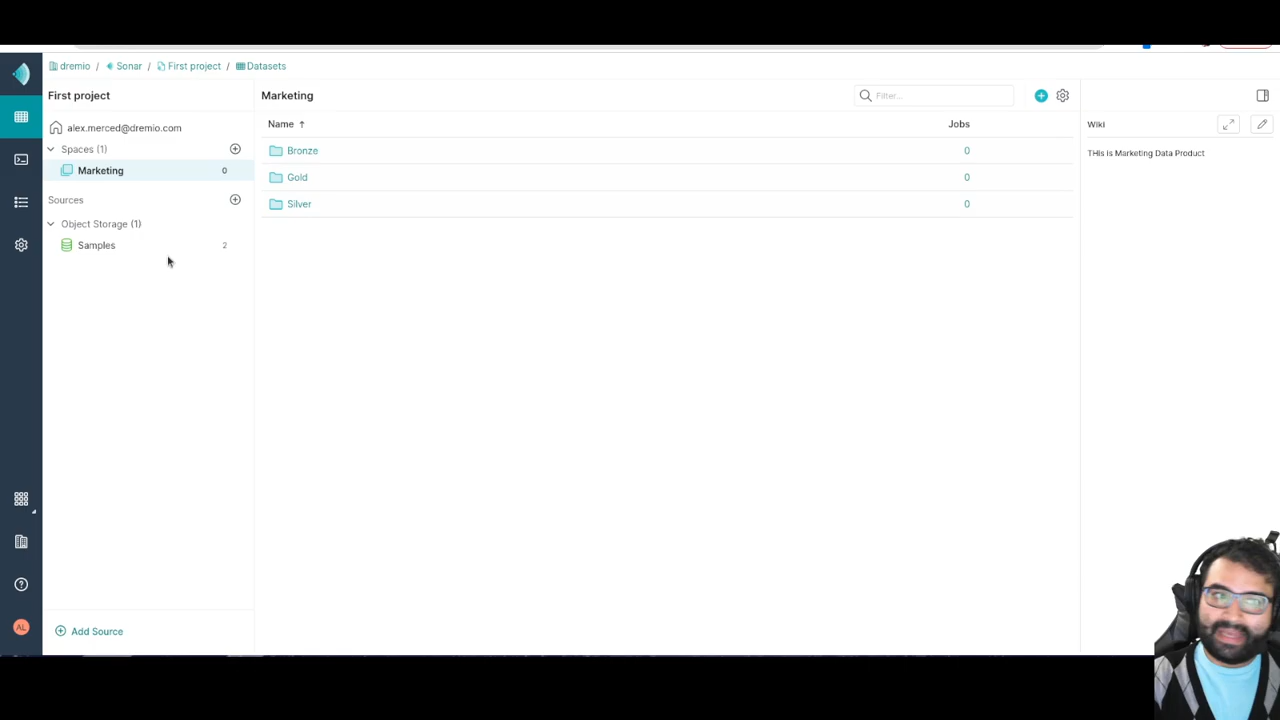 dremio / Sonar / First project / Datasets
First project
alex.merced@dremio.com
Spaces (1)
Marketing 0
Sources
Object Storage (1)
Samples 2
Add Source
AL
Marketing
Filter...
Name ↑ Jobs
Bronze 0
Gold 0
Silver 0
Wiki
THis is Marketing Data Product